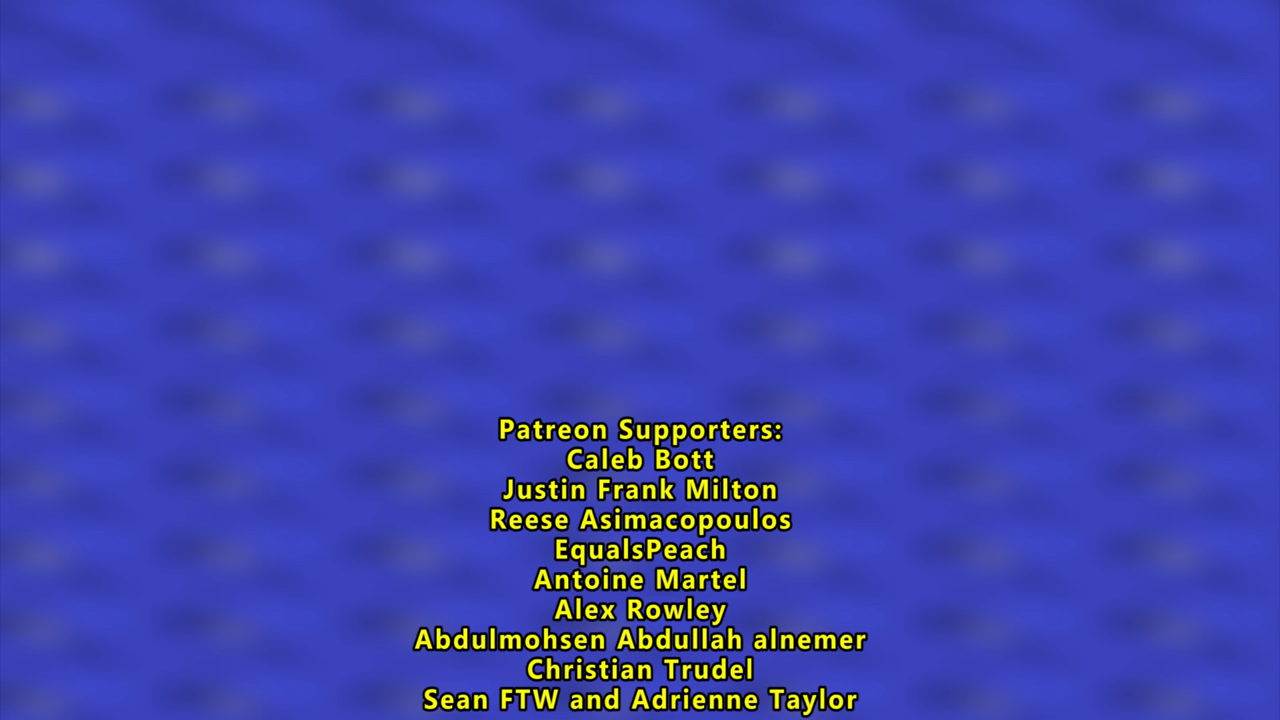 Patreon Supporters:
Caleb Bott
Justin Frank Milton
Reese Asimacopoulos
EqualsPeach
Antoine Martel
Alex Rowley
Abdulmohsen Abdullah alnemer
Christian Trudel
Sean FTW and Adrienne Taylor